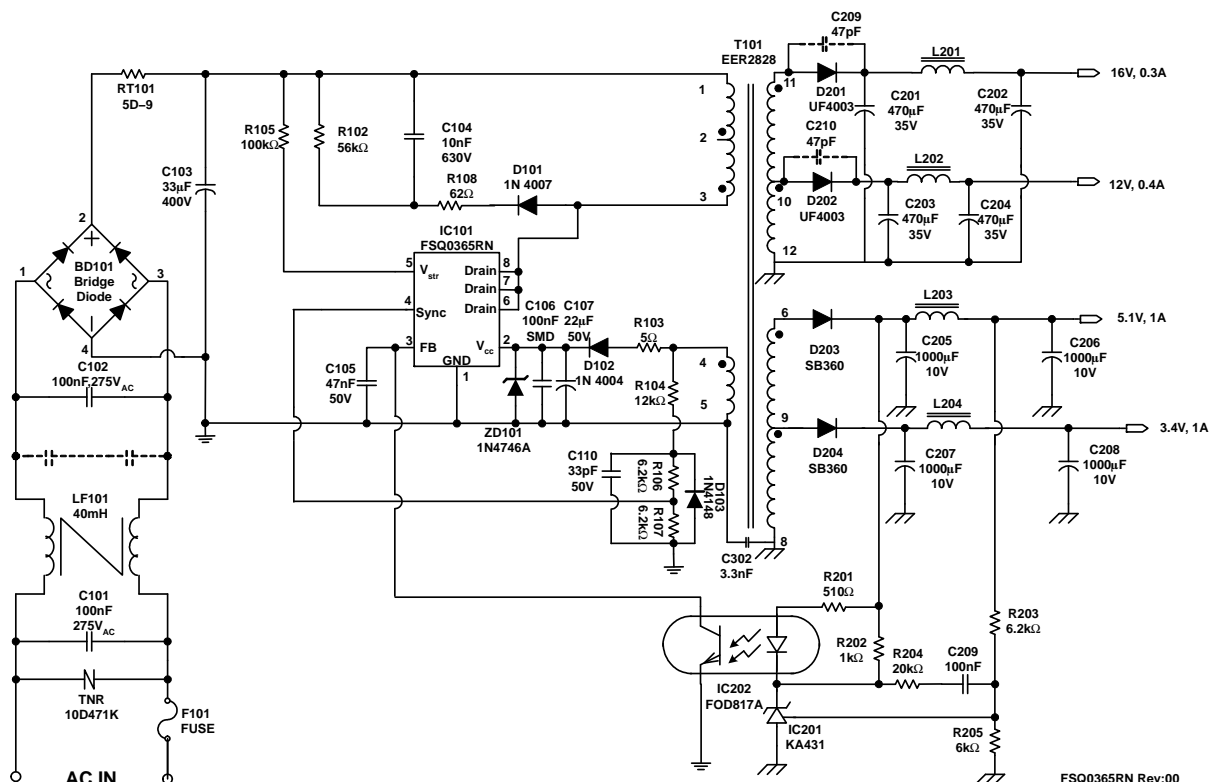 C209
47pF
T101
EER2828
L201
16V, 0.3A
RT101
5D–9
1
11
D201
UF4003
C201
470µF
35V
C202
470µF
35V
R105
100kΩ
R102
56kΩ
C104
10nF
630V
2
C210
47pF
L202
12V, 0.4A
C103
33µF
400V
D101
1N 4007
R108
62Ω
3
10
D202
UF4003
C203
470µF
35V
C204
470µF
35V
2
IC101
FSQ0365RN
12
1
BD101
Bridge
Diode
3
5
Vstr
Drain
8
Drain
7
Drain
6
4
Sync
C106
100nF
SMD
C107
22µF
50V
L203
5.1V, 1A
6
R103
5Ω
3
FB
Vcc
2
GND
1
D102
1N 4004
4
D203
SB360
C205
1000µF
10V
C206
1000µF
10V
4
C102
100nF,275VAC
C105
47nF
50V
R104
12kΩ
5
9
L204
3.4V, 1A
ZD101
1N4746A
D204
SB360
C207
1000µF
10V
C208
1000µF
10V
C110
33pF
50V
R106
6.2kΩ
R107
6.2kΩ
D103
1N4148
LF101
40mH
8
C302
3.3nF
R201
510Ω
C101
100nF
275VAC
R203
6.2kΩ
R202
1kΩ
R204
20kΩ
C209
100nF
TNR
10D471K
F101
FUSE
IC202
FOD817A
IC201
KA431
R205
6kΩ
AC IN
FSQ0365RN Rev:00